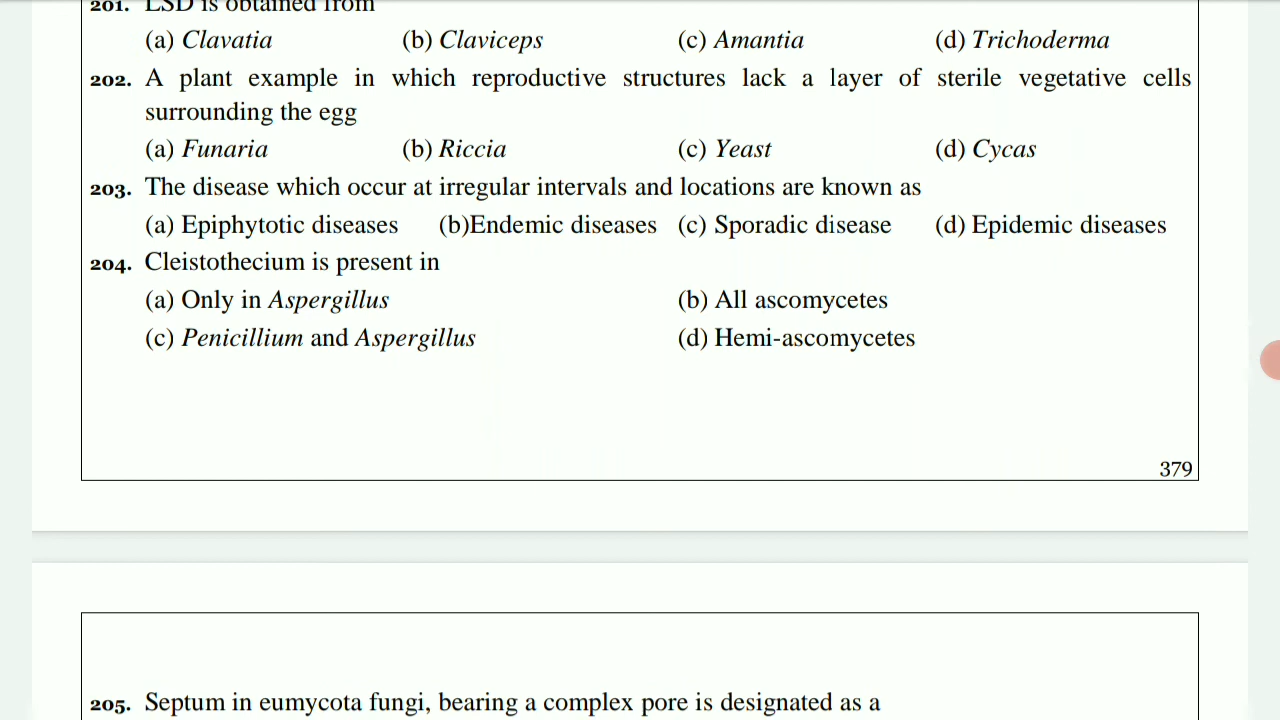 201. LSD is obtained from
(a) Clavatia (b) Claviceps (c) Amantia (d) Trichoderma
202. A plant example in which reproductive structures lack a layer of sterile vegetative cells
surrounding the egg
(a) Funaria (b) Riccia (c) Yeast (d) Cycas
203. The disease which occur at irregular intervals and locations are known as
(a) Epiphytotic diseases (b)Endemic diseases (c) Sporadic disease (d) Epidemic diseases
204. Cleistothecium is present in
(a) Only in Aspergillus (b) All ascomycetes
(c) Penicillium and Aspergillus (d) Hemi-ascomycetes
379
205. Septum in eumycota fungi, bearing a complex pore is designated as a